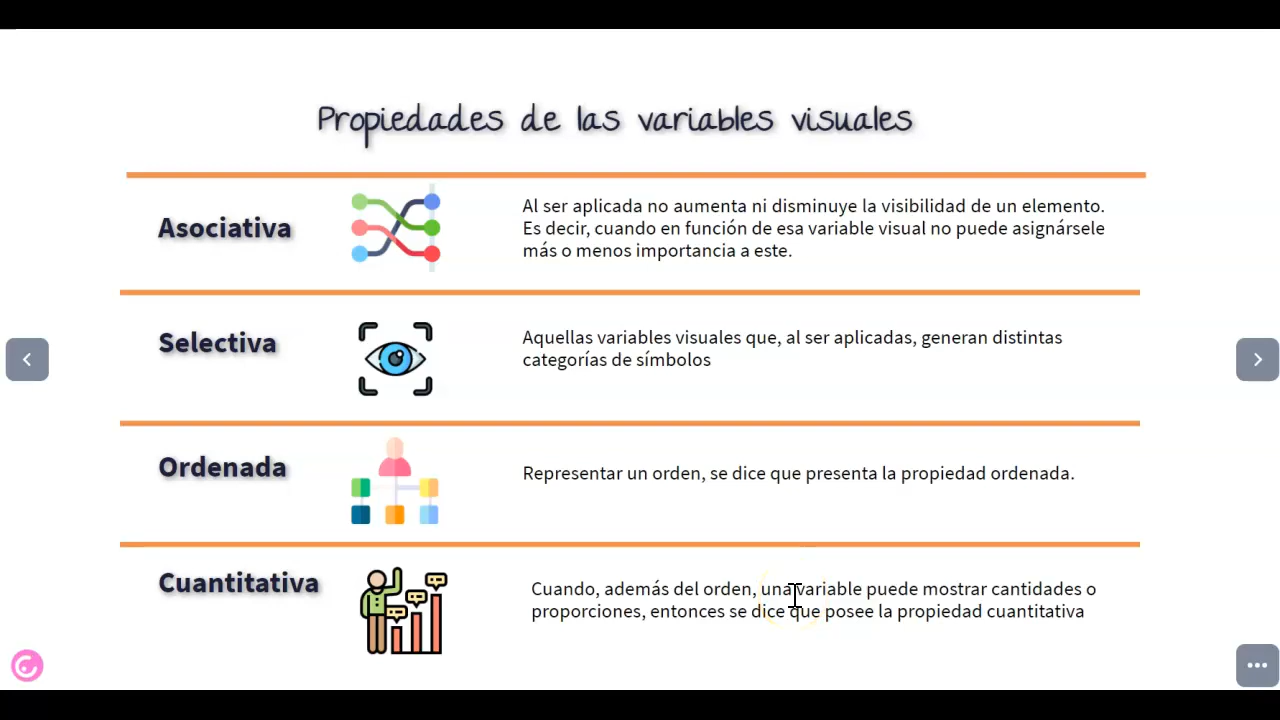 Propiedades de las variables visuales
Asociativa
Al ser aplicada no aumenta ni disminuye la visibilidad de un elemento.
Es decir, cuando en función de esa variable visual no puede asignársele
más o menos importancia a este.
Selectiva
Aquellas variables visuales que, al ser aplicadas, generan distintas
categorías de símbolos
Ordenada
Representar un orden, se dice que presenta la propiedad ordenada.
Cuantitativa
Cuando, además del orden, una variable puede mostrar cantidades o
proporciones, entonces se dice que posee la propiedad cuantitativa